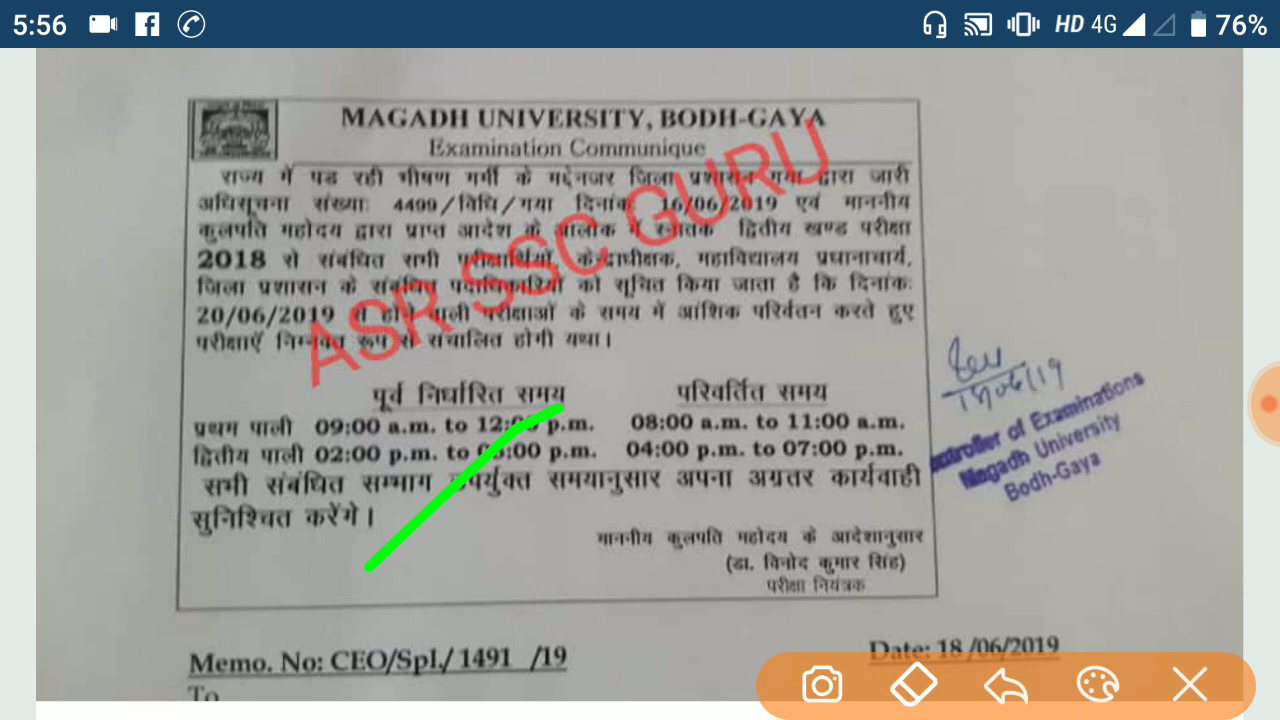 5:56 HD 4G 76%
MAGADH UNIVERSITY, BODH-GAYA
Examination Communique
राज्य में पड रही भीषण गर्मी के मद्देनजर जिला प्रशासन गया द्वारा जारी
अधिसूचना संख्याः 4499/विधि/गया दिनांकः 16/06/2019 एवं माननीय
कुलपति महोदय द्वारा प्राप्त आदेश के आलोक में स्नातक द्वितीय खण्ड परीक्षा
2018 से संबंधित सभी परीक्षार्थियों, केन्द्राधीक्षक, महाविद्यालय प्रधानाचार्य,
जिला प्रशासन के संबंधित पदाधिकारियों को सूचित किया जाता है कि दिनांकः
20/06/2019 से होने वाली परीक्षाओं के समय में आंशिक परिवर्तन करते हुए
परीक्षाएँ निम्नवत रूप से संचालित होगी यथा।
ASR SSC GURU
पूर्व निर्धारित समय परिवर्तित समय
प्रथम पाली 09:00 a.m. to 12:00 p.m. 08:00 a.m. to 11:00 a.m.
द्वितीय पाली 02:00 p.m. to 05:00 p.m. 04:00 p.m. to 07:00 p.m.
सभी संबंधित सम्भाग उपर्युक्त समयानुसार अपना अग्रतर कार्यवाही
सुनिश्चित करेंगे।
माननीय कुलपति महोदय के आदेशानुसार
(डा. विनोद कुमार सिंह)
परीक्षा नियंत्रक
of Examinations
Magadh University
Bodh-Gaya
Memo. No: CEO/Spl./1491 /19 Date: 18/06/2019
To